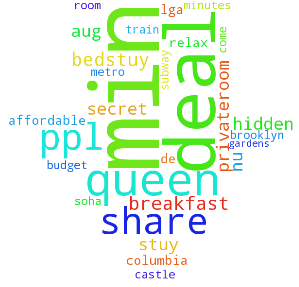 room
minutes
lga
aug
train
come
relax
bedstuy
metro
subway
min
deal
secret
hidden
affordable
privateroom
brooklyn
ppl
de
nu
gardens
budget
queen
soha
breakfast
share
stuy
columbia
castle